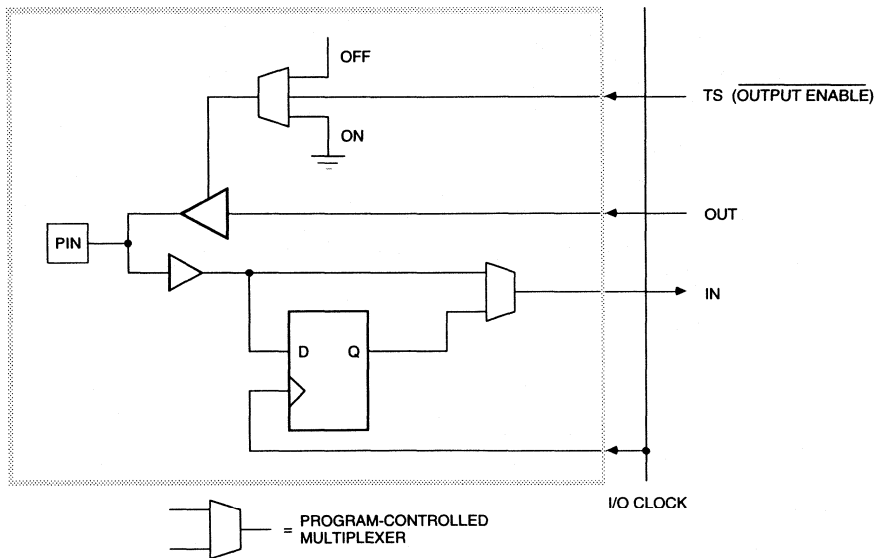 OFF
TS (OUTPUT ENABLE)
ON
OUT
PIN
IN
D Q
I/O CLOCK
= PROGRAM-CONTROLLED
MULTIPLEXER